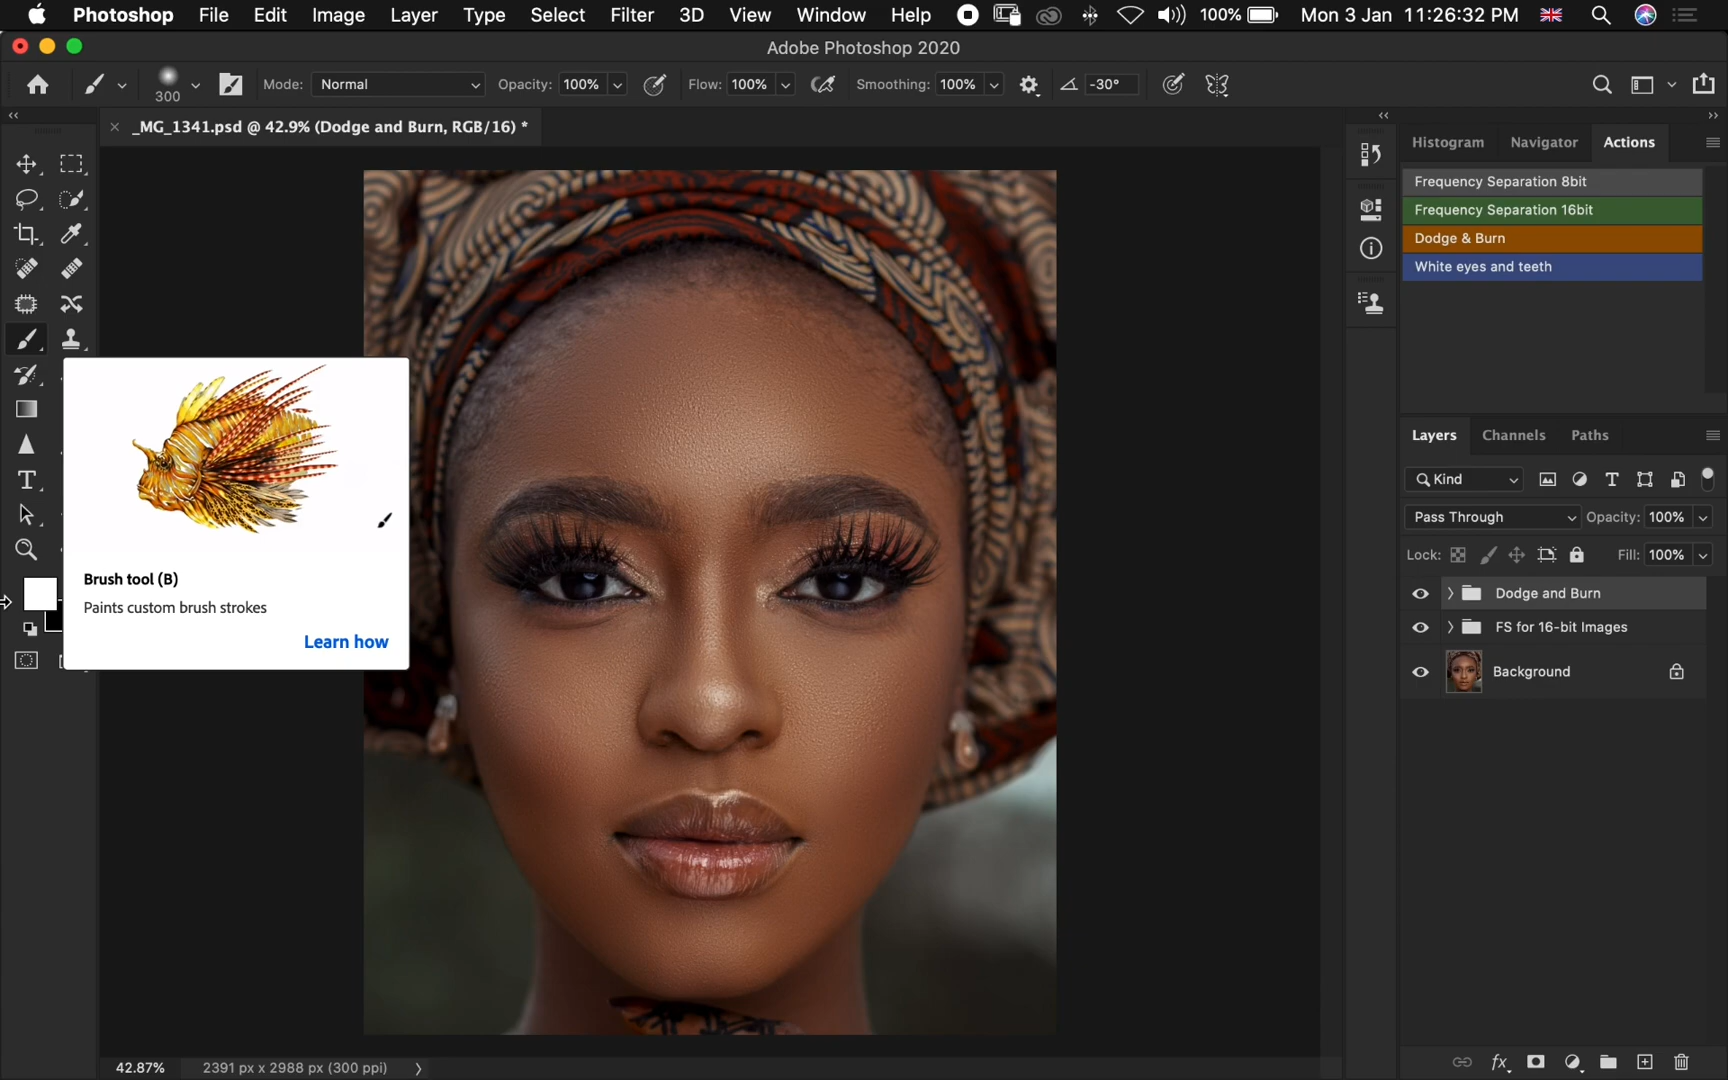 Photoshop File Edit Image Layer Type Select Filter 3D View Window Help 100% Mon 3 Jan 11:26:32 PM
Adobe Photoshop 2020
300 Mode: Normal Opacity: 100% Flow: 100% Smoothing: 100% -30°
_MG_1341.psd @ 42.9% (Dodge and Burn, RGB/16) *
Histogram Navigator Actions
Frequency Separation 8bit
Frequency Separation 16bit
Dodge & Burn
White eyes and teeth
Brush tool (B)
Paints custom brush strokes
Learn how
Layers Channels Paths
Kind
Pass Through Opacity: 100%
Lock: Fill: 100%
Dodge and Burn
FS for 16-bit Images
Background
42.87% 2391 px x 2988 px (300 ppi)